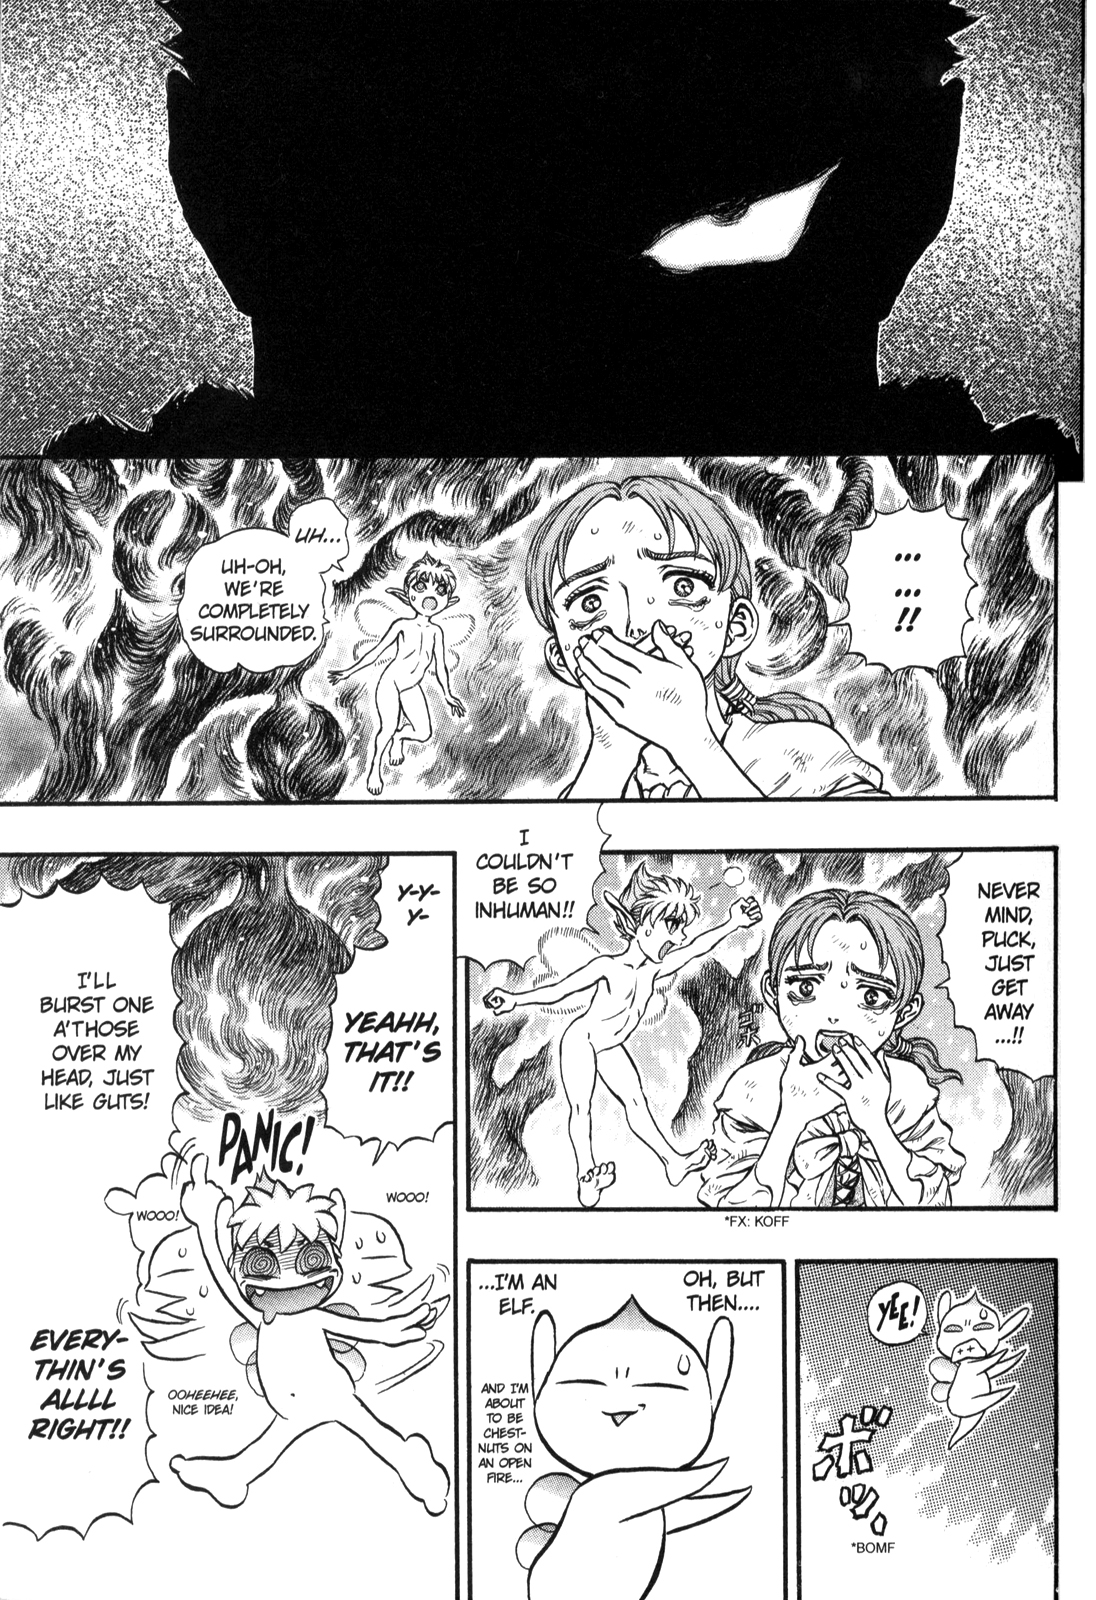 ...
...
!!
UH...
UH-OH,
WE'RE
COMPLETELY
SURROUNDED.
NEVER
MIND,
PUCK,
JUST
GET
AWAY
...!!
I
COULDN'T
BE SO
INHUMAN!!
ゴホ
*FX: KOFF
Y-Y-
Y-
YEAHH,
THAT'S
IT!!
I'LL
BURST ONE
A'THOSE
OVER MY
HEAD, JUST
LIKE GUTS!
PANIC!
WOOO!
WOOO!
EVERY-
THIN'S
ALLLL
RIGHT!!
OOHEEHEE,
NICE IDEA!
YEE!
ボッ
*BOMF
OH, BUT
THEN....
...I'M AN
ELF.
AND I'M
ABOUT
TO BE
CHEST-
NUTS ON
AN OPEN
FIRE...